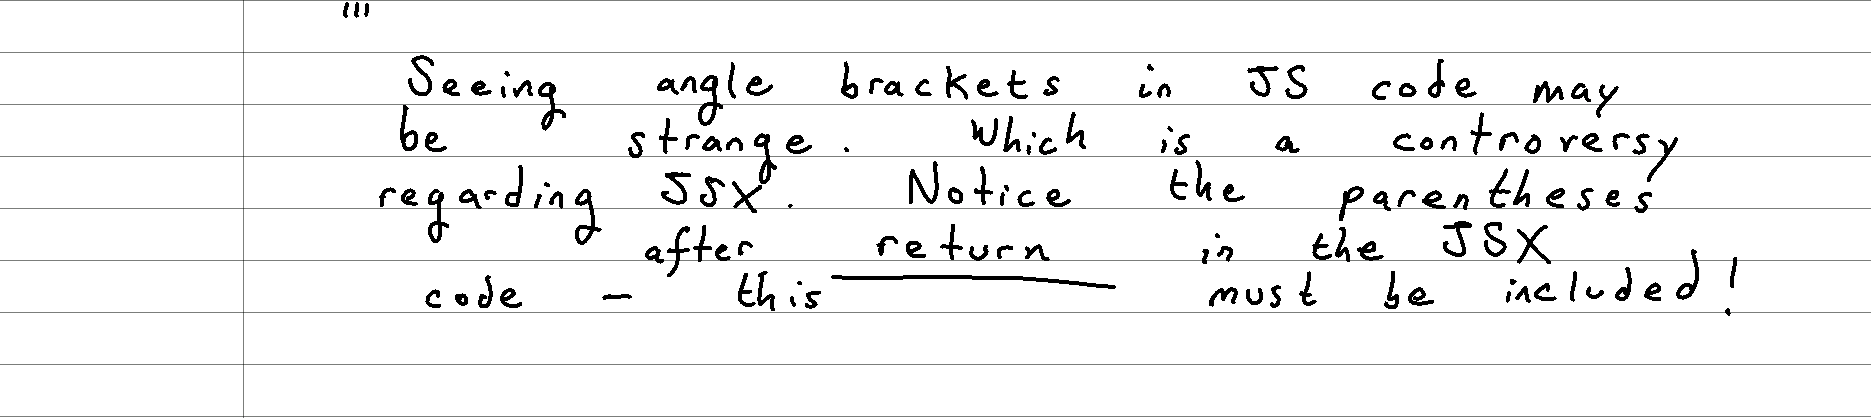 "'
Seeing angle brackets in JS code may
be strange. Which is a controversy
regarding JSX. Notice the parentheses
after return in the JSX
code – this must be included!